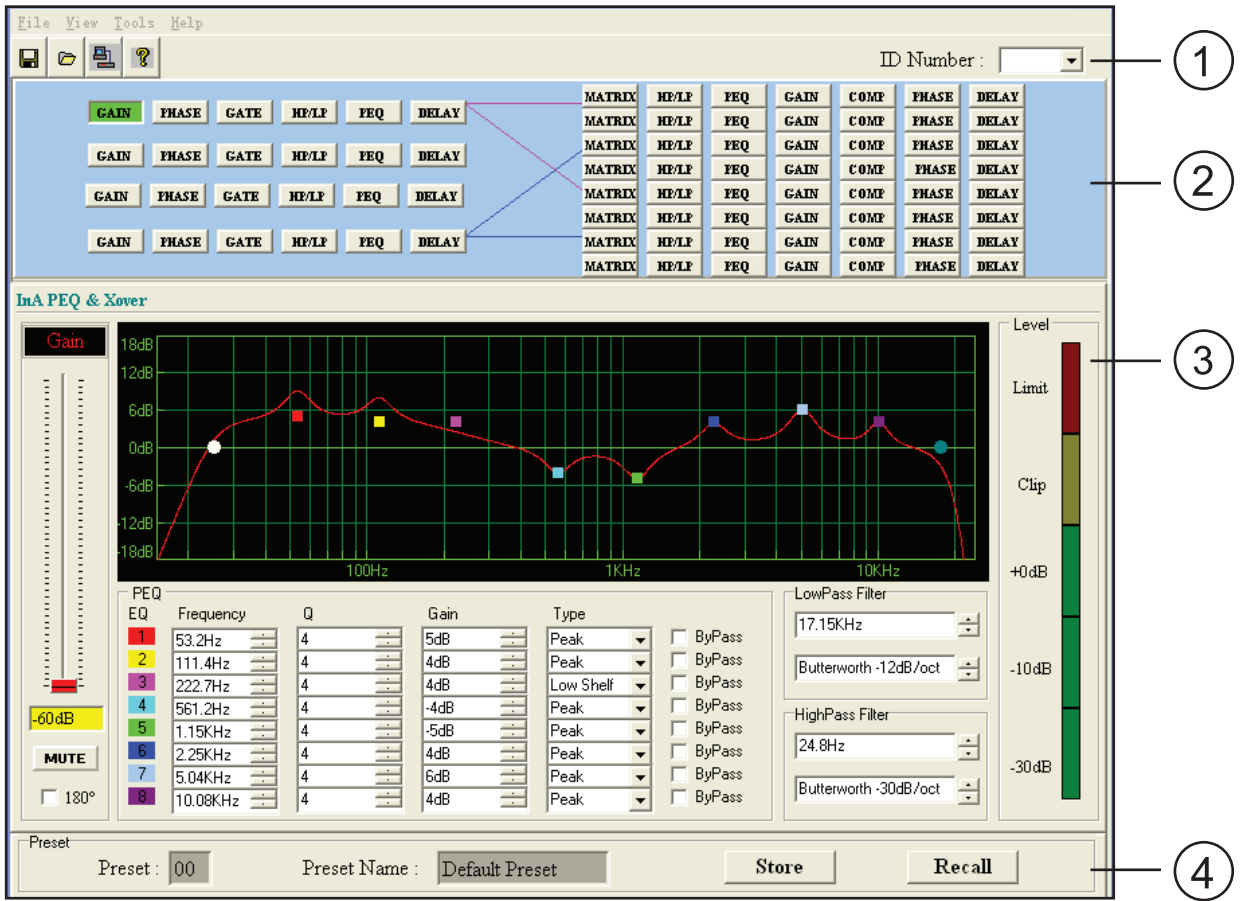 File View Tools Help
ID Number :
1
MATRIX HP/LP PEQ GAIN COMP PHASE DELAY
GAIN PHASE GATE HP/LP PEQ DELAY
MATRIX HP/LP PEQ GAIN COMP PHASE DELAY
MATRIX HP/LP PEQ GAIN COMP PHASE DELAY
GAIN PHASE GATE HP/LP PEQ DELAY
MATRIX HP/LP PEQ GAIN COMP PHASE DELAY
2
GAIN PHASE GATE HP/LP PEQ DELAY
MATRIX HP/LP PEQ GAIN COMP PHASE DELAY
MATRIX HP/LP PEQ GAIN COMP PHASE DELAY
GAIN PHASE GATE HP/LP PEQ DELAY
MATRIX HP/LP PEQ GAIN COMP PHASE DELAY
MATRIX HP/LP PEQ GAIN COMP PHASE DELAY
InA PEQ & Xover
Gain
18dB
12dB
6dB
0dB
-6dB
-12dB
-18dB
100Hz 1KHz 10KHz
Level
Limit
Clip
+0dB
-10dB
-30dB
3
-60dB
MUTE
180°
PEQ
EQ Frequency Q Gain Type
1 53.2Hz 4 5dB Peak ByPass
2 111.4Hz 4 4dB Peak ByPass
3 222.7Hz 4 4dB Low Shelf ByPass
4 561.2Hz 4 -4dB Peak ByPass
5 1.15KHz 4 -5dB Peak ByPass
6 2.25KHz 4 4dB Peak ByPass
7 5.04KHz 4 6dB Peak ByPass
8 10.08KHz 4 4dB Peak ByPass
LowPass Filter
17.15KHz
Butterworth -12dB/oct
HighPass Filter
24.8Hz
Butterworth -30dB/oct
Preset
Preset : 00 Preset Name : Default Preset Store Recall
4